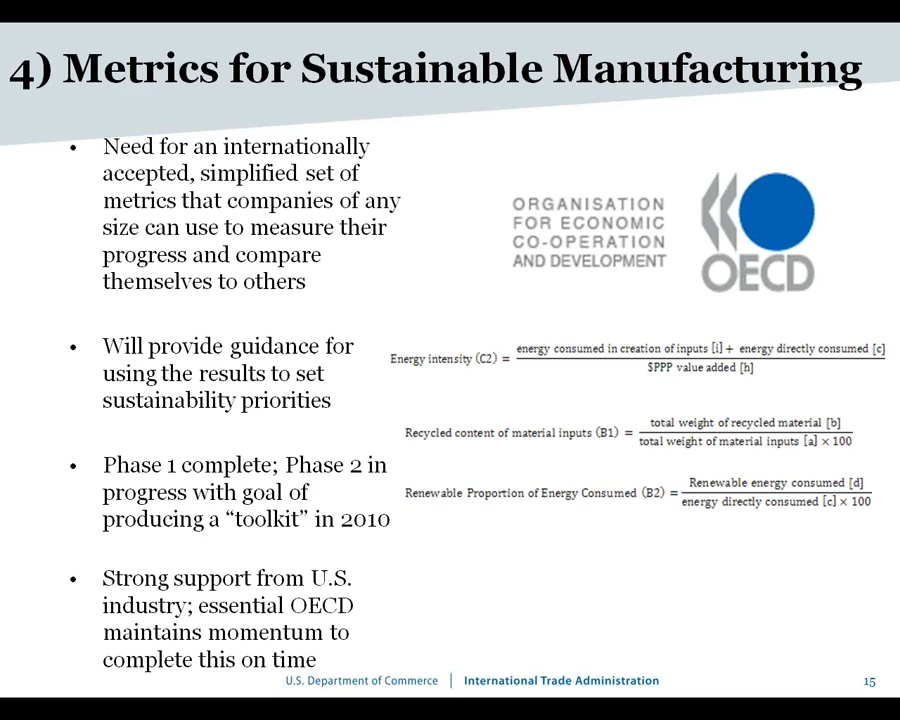 4) Metrics for Sustainable Manufacturing
• Need for an internationally
accepted, simplified set of
metrics that companies of any
size can use to measure their
progress and compare
themselves to others
• Will provide guidance for
using the results to set
sustainability priorities
• Phase 1 complete; Phase 2 in
progress with goal of
producing a “toolkit” in 2010
• Strong support from U.S.
industry; essential OECD
maintains momentum to
complete this on time
ORGANISATION
FOR ECONOMIC
CO-OPERATION
AND DEVELOPMENT
OECD
energy consumed in creation of inputs [i] + energy directly consumed [c]
Energy intensity (C2) =
$PPP value added [h]
total weight of recycled material [b]
Recycled content of material inputs (B1) =
total weight of material inputs [a] × 100
Renewable energy consumed [d]
Renewable Proportion of Energy Consumed (B2) =
energy directly consumed [c] × 100
U.S. Department of Commerce | International Trade Administration
15